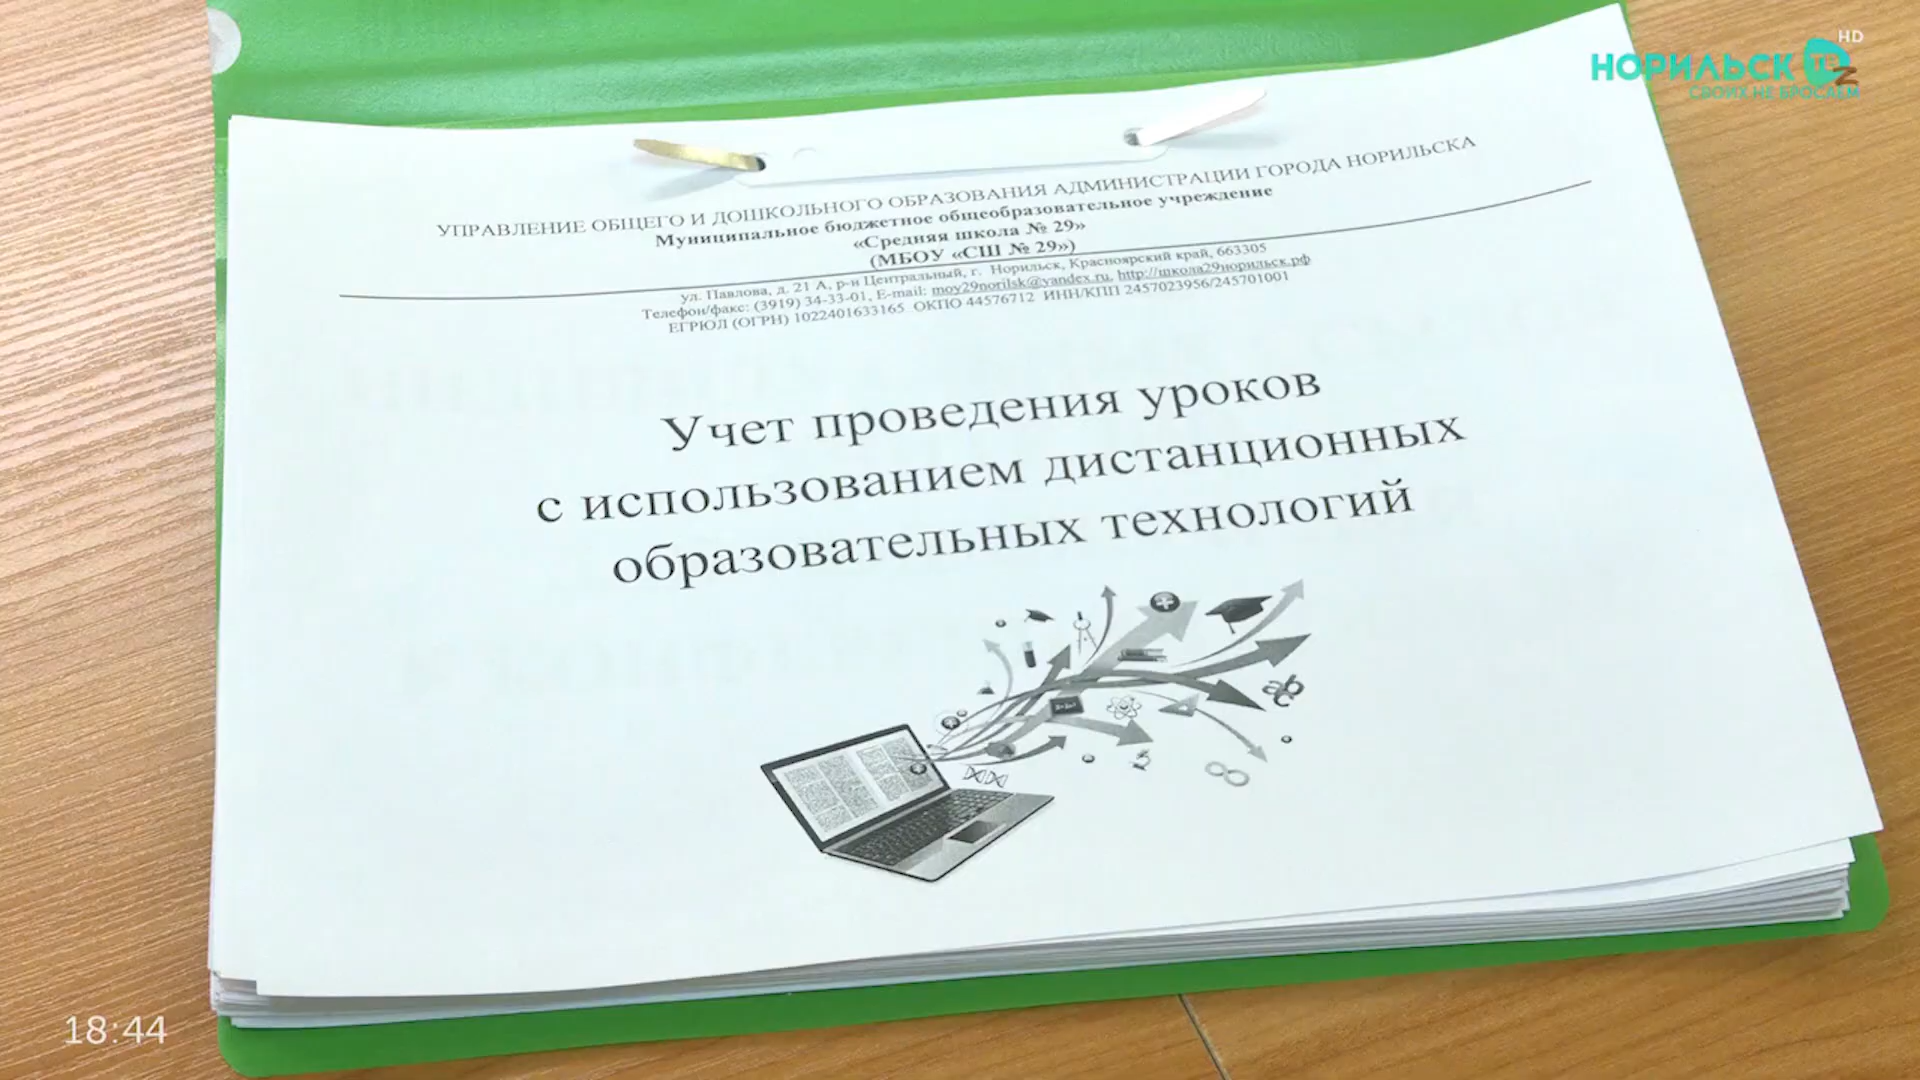 HD
НОРИЛЬСК
СВОИХ НЕ БРОСАЕМ
УПРАВЛЕНИЕ ОБЩЕГО И ДОШКОЛЬНОГО ОБРАЗОВАНИЯ АДМИНИСТРАЦИИ ГОРОДА НОРИЛЬСКА
Муниципальное бюджетное общеобразовательное учреждение
«Средняя школа № 29»
(МБОУ «СШ № 29»)
ул. Павлова, д. 21 А, р-н Центральный, г. Норильск, Красноярский край, 663305
Телефон/факс: (3919) 34-33-01, E-mail: moy29norilsk@yandex.ru, http://школа29норильск.рф
ЕГРЮЛ (ОГРН) 1022401633165 ОКПО 44576712 ИНН/КПП 2457023956/245701001
Учет проведения уроков
с использованием дистанционных
образовательных технологий
18:44